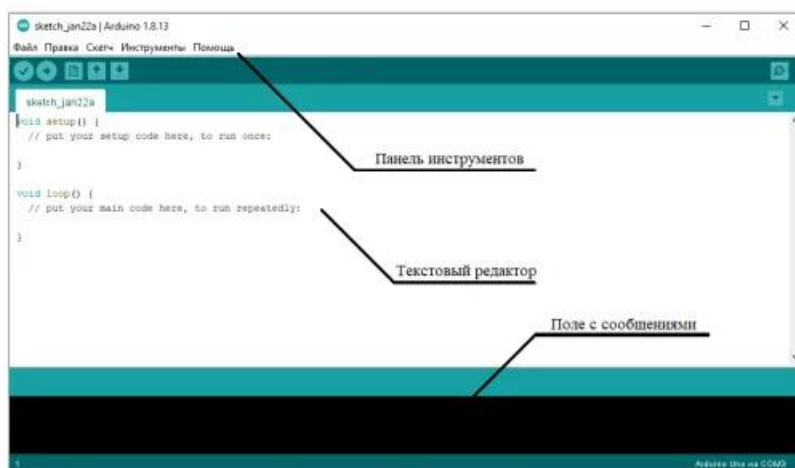 sketch_jan22a | Arduino 1.8.13
Файл Правка Скетч Инструменты Помощь
sketch_jan22a
void setup() {
// put your setup code here, to run once:
}
void loop() {
// put your main code here, to run repeatedly:
}
Панель инструментов
Текстовый редактор
Поле с сообщениями
1
Arduino Uno на COM3